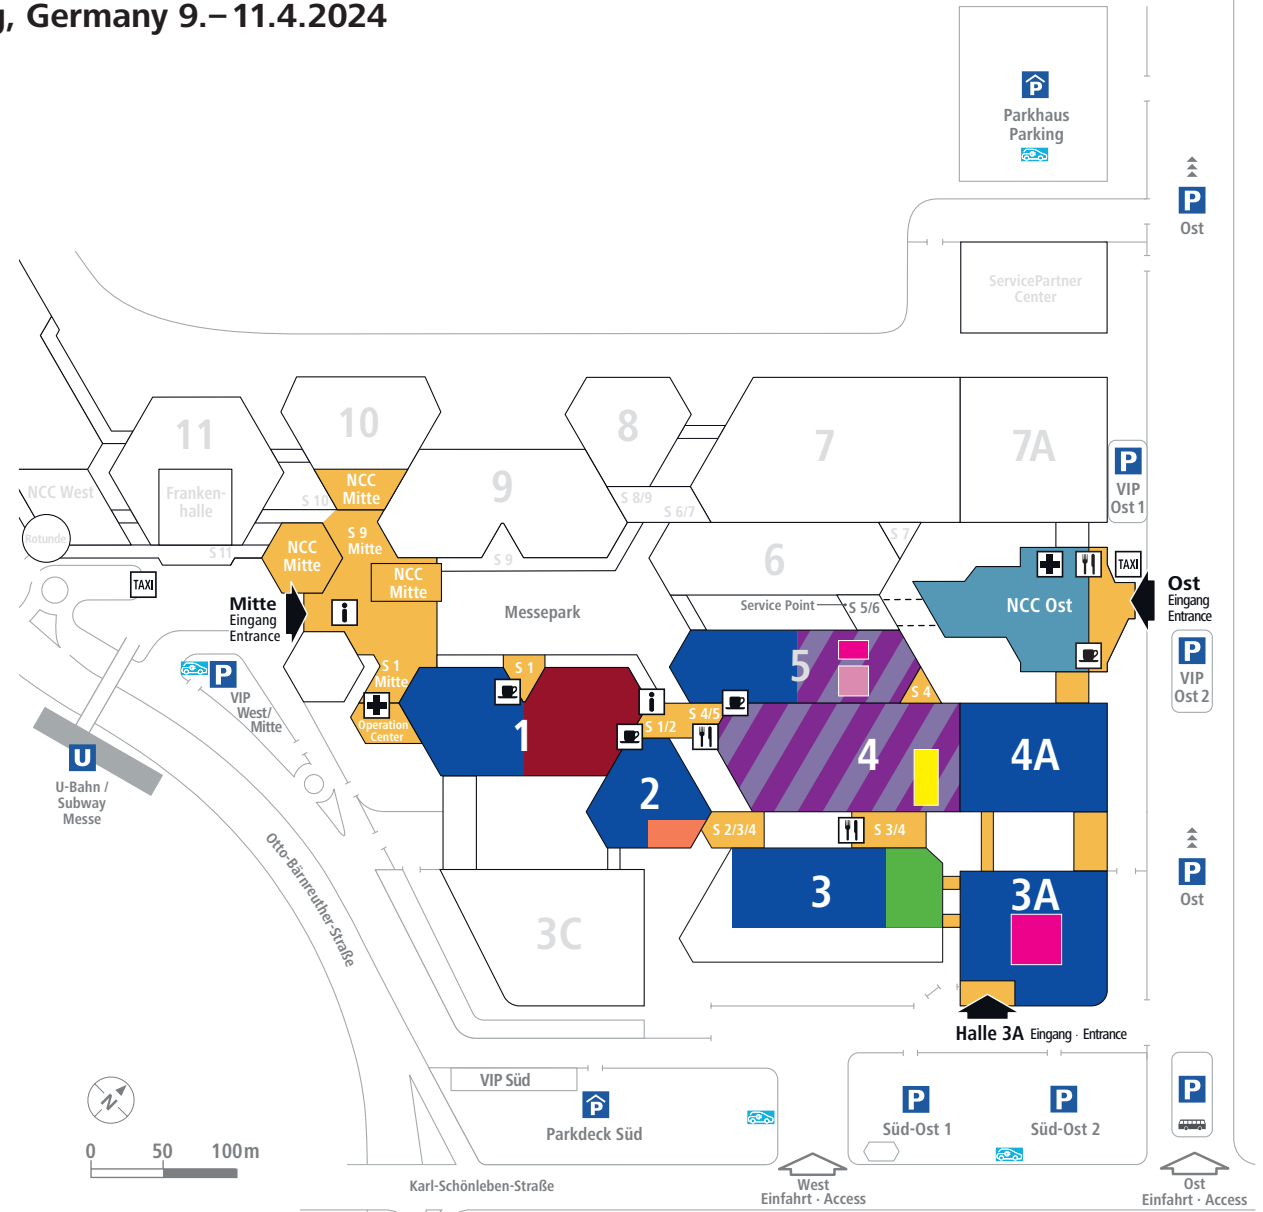 g, Germany 9.–11.4.2024
P
Parkhaus
Parking
P
Ost
ServicePartner
Center
10
11
8
7
7A
9
NCC
Mitte
NCC West
Franken-
halle
S 10
S 8/9
S 6/7
P
VIP
Ost 1
Rotunde
S 11
S 9
Mitte
NCC
Mitte
S 9
6
S 7
NCC
Mitte
TAXI
TAXI
Mitte
Eingang
Entrance
i
Messepark
Service Point
S 5/6
NCC Ost
Ost
Eingang
Entrance
P
VIP
Ost 2
P
VIP
West/
Mitte
S 1
Mitte
S 1
5
S 4
i
Operation
Center
1
S 1/2
S 4/5
4
4A
U
U-Bahn /
Subway
Messe
2
S 2/3/4
S 3/4
P
Ost
Otto-Bärnreuther-Straße
3
3A
3C
Halle 3A Eingang · Entrance
N
0 50 100m
VIP Süd
P
Parkdeck Süd
P
Süd-Ost 1
P
Süd-Ost 2
P
Karl-Schönleben-Straße
West
Einfahrt · Access
Ost
Einfahrt · Access